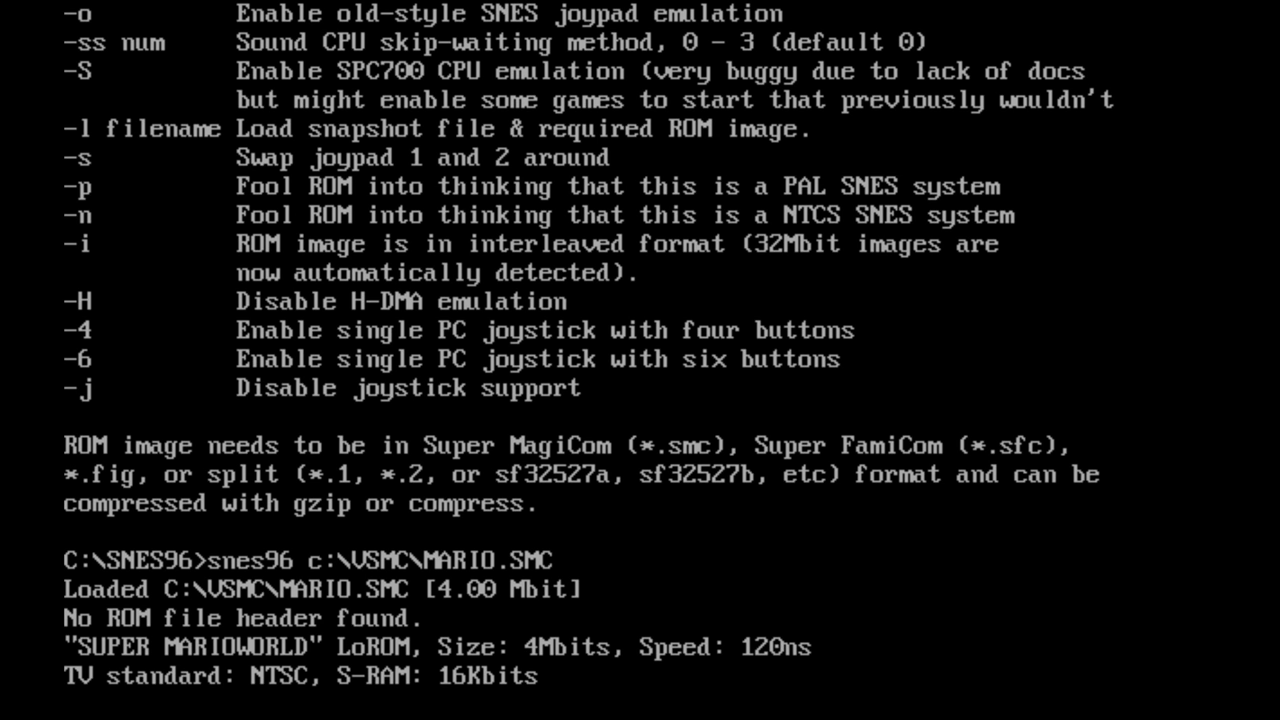 -o          Enable old-style SNES joypad emulation
-ss num     Sound CPU skip-waiting method, 0 - 3 (default 0)
-S          Enable SPC700 CPU emulation (very buggy due to lack of docs
            but might enable some games to start that previously wouldn't
-l filename Load snapshot file & required ROM image.
-s          Swap joypad 1 and 2 around
-p          Fool ROM into thinking that this is a PAL SNES system
-n          Fool ROM into thinking that this is a NTCS SNES system
-i          ROM image is in interleaved format (32Mbit images are
            now automatically detected).
-H          Disable H-DMA emulation
-4          Enable single PC joystick with four buttons
-6          Enable single PC joystick with six buttons
-j          Disable joystick support

ROM image needs to be in Super MagiCom (*.smc), Super FamiCom (*.sfc),
*.fig, or split (*.1, *.2, or sf32527a, sf32527b, etc) format and can be
compressed with gzip or compress.

C:\SNES96>snes96 c:\VSMC\MARIO.SMC
Loaded C:\VSMC\MARIO.SMC [4.00 Mbit]
No ROM file header found.
"SUPER MARIOWORLD" LoROM, Size: 4Mbits, Speed: 120ns
TV standard: NTSC, S-RAM: 16Kbits